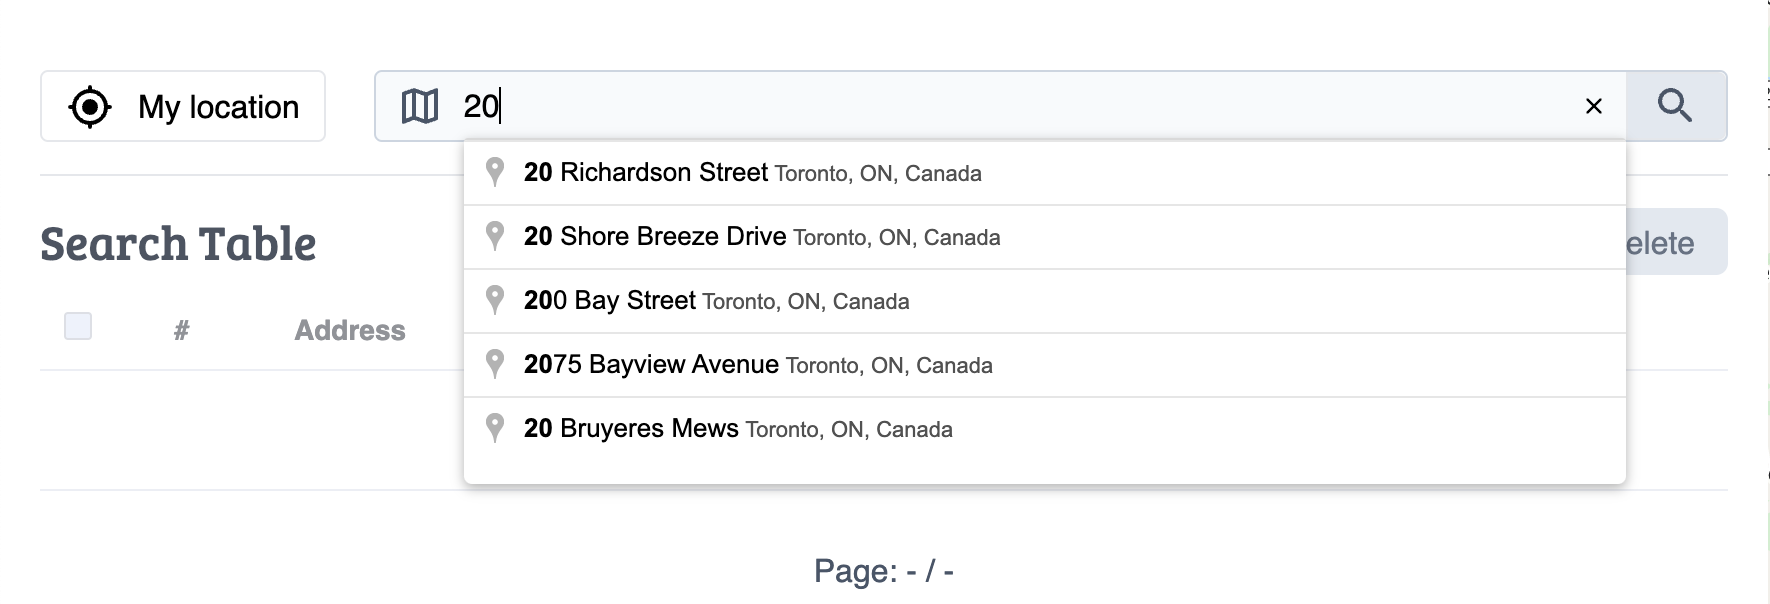 My location
20
20 Richardson Street Toronto, ON, Canada
20 Shore Breeze Drive Toronto, ON, Canada
200 Bay Street Toronto, ON, Canada
2075 Bayview Avenue Toronto, ON, Canada
20 Bruyeres Mews Toronto, ON, Canada
Search Table
elete
# Address
Page: - / -